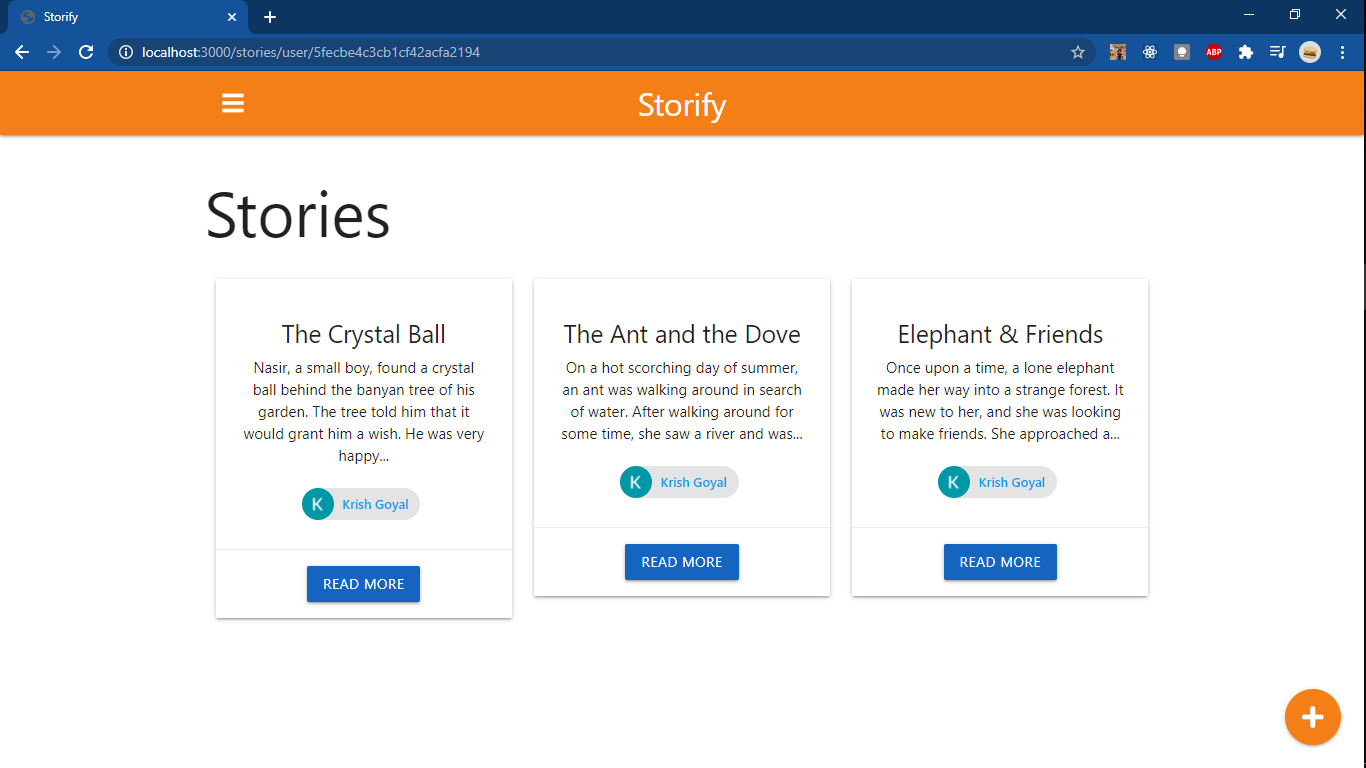 Storify
localhost:3000/stories/user/5fecbe4c3cb1cf42acfa2194
ABP
Storify
Stories
The Crystal Ball
Nasir, a small boy, found a crystal
ball behind the banyan tree of his
garden. The tree told him that it
would grant him a wish. He was very
happy...
K
Krish Goyal
READ MORE
The Ant and the Dove
On a hot scorching day of summer,
an ant was walking around in search
of water. After walking around for
some time, she saw a river and was...
K
Krish Goyal
READ MORE
Elephant & Friends
Once upon a time, a lone elephant
made her way into a strange forest. It
was new to her, and she was looking
to make friends. She approached a...
K
Krish Goyal
READ MORE